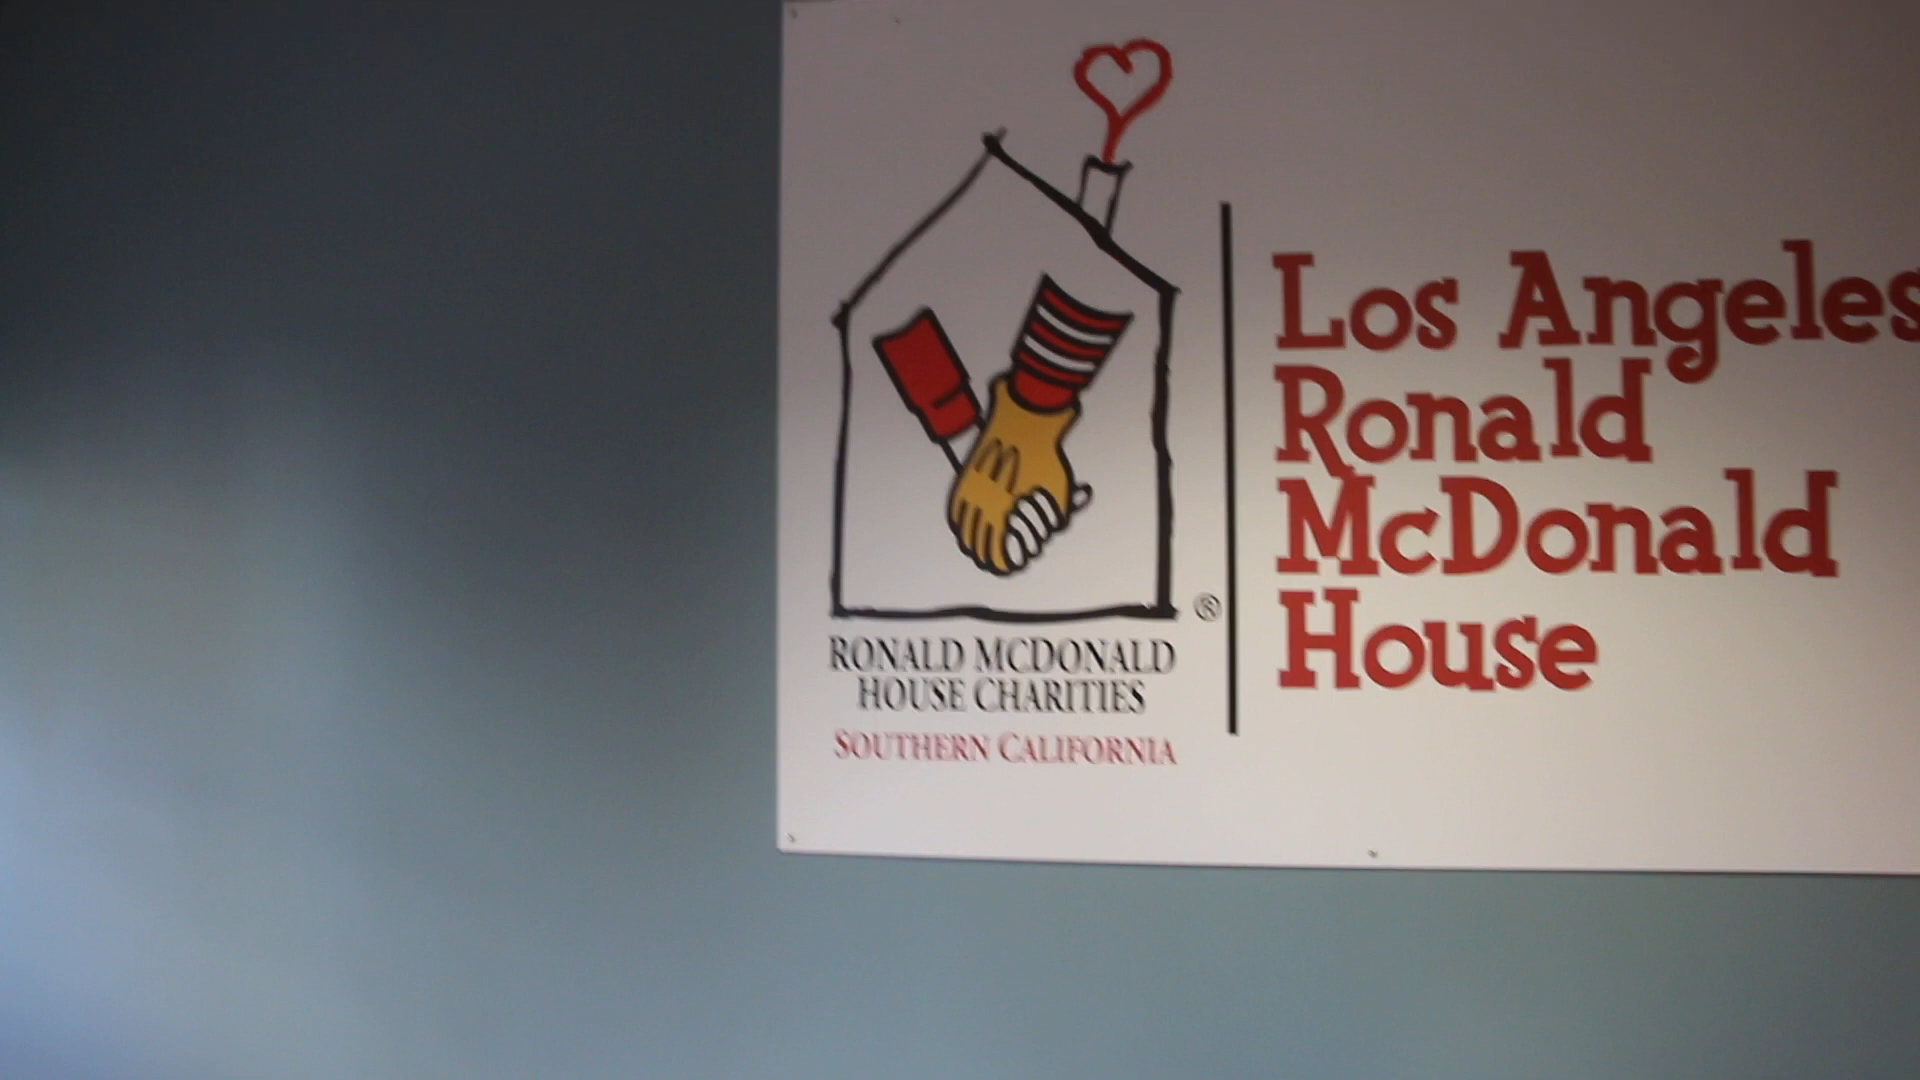 RONALD MCDONALD
HOUSE CHARITIES
SOUTHERN CALIFORNIA
®
Los Angeles
Ronald
McDonald
House